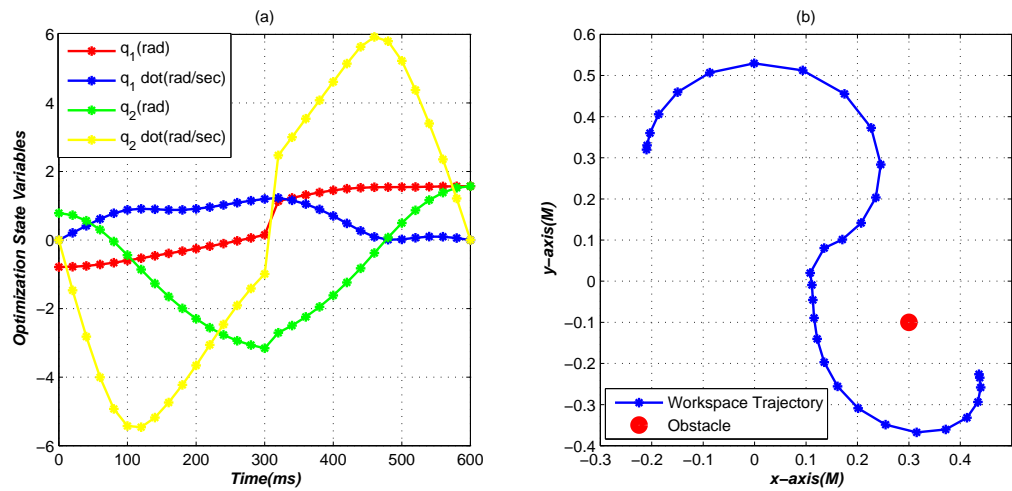 (a)
6
4
2
0
−2
−4
−6
0
100
200
300
400
500
600
Time(ms)
Optimization State Variables
q1(rad)
q1 dot(rad/sec)
q2(rad)
q2 dot(rad/sec)
(b)
0.6
0.5
0.4
0.3
0.2
0.1
0
−0.1
−0.2
−0.3
−0.4
−0.3
−0.2
−0.1
0
0.1
0.2
0.3
0.4
x−axis(M)
y−axis(M)
Workspace Trajectory
Obstacle